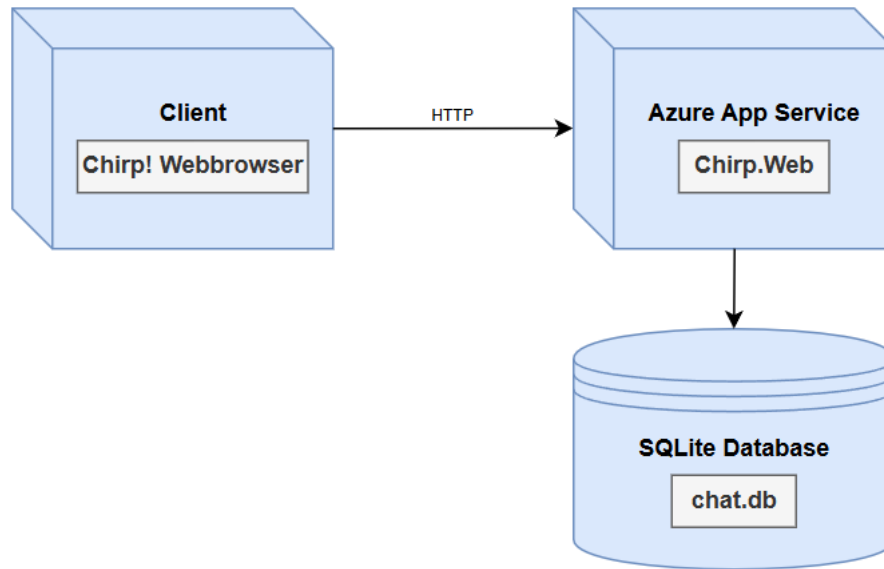 Client
Chirp! Webbrowser
HTTP
Azure App Service
Chirp.Web
SQLite Database
chat.db